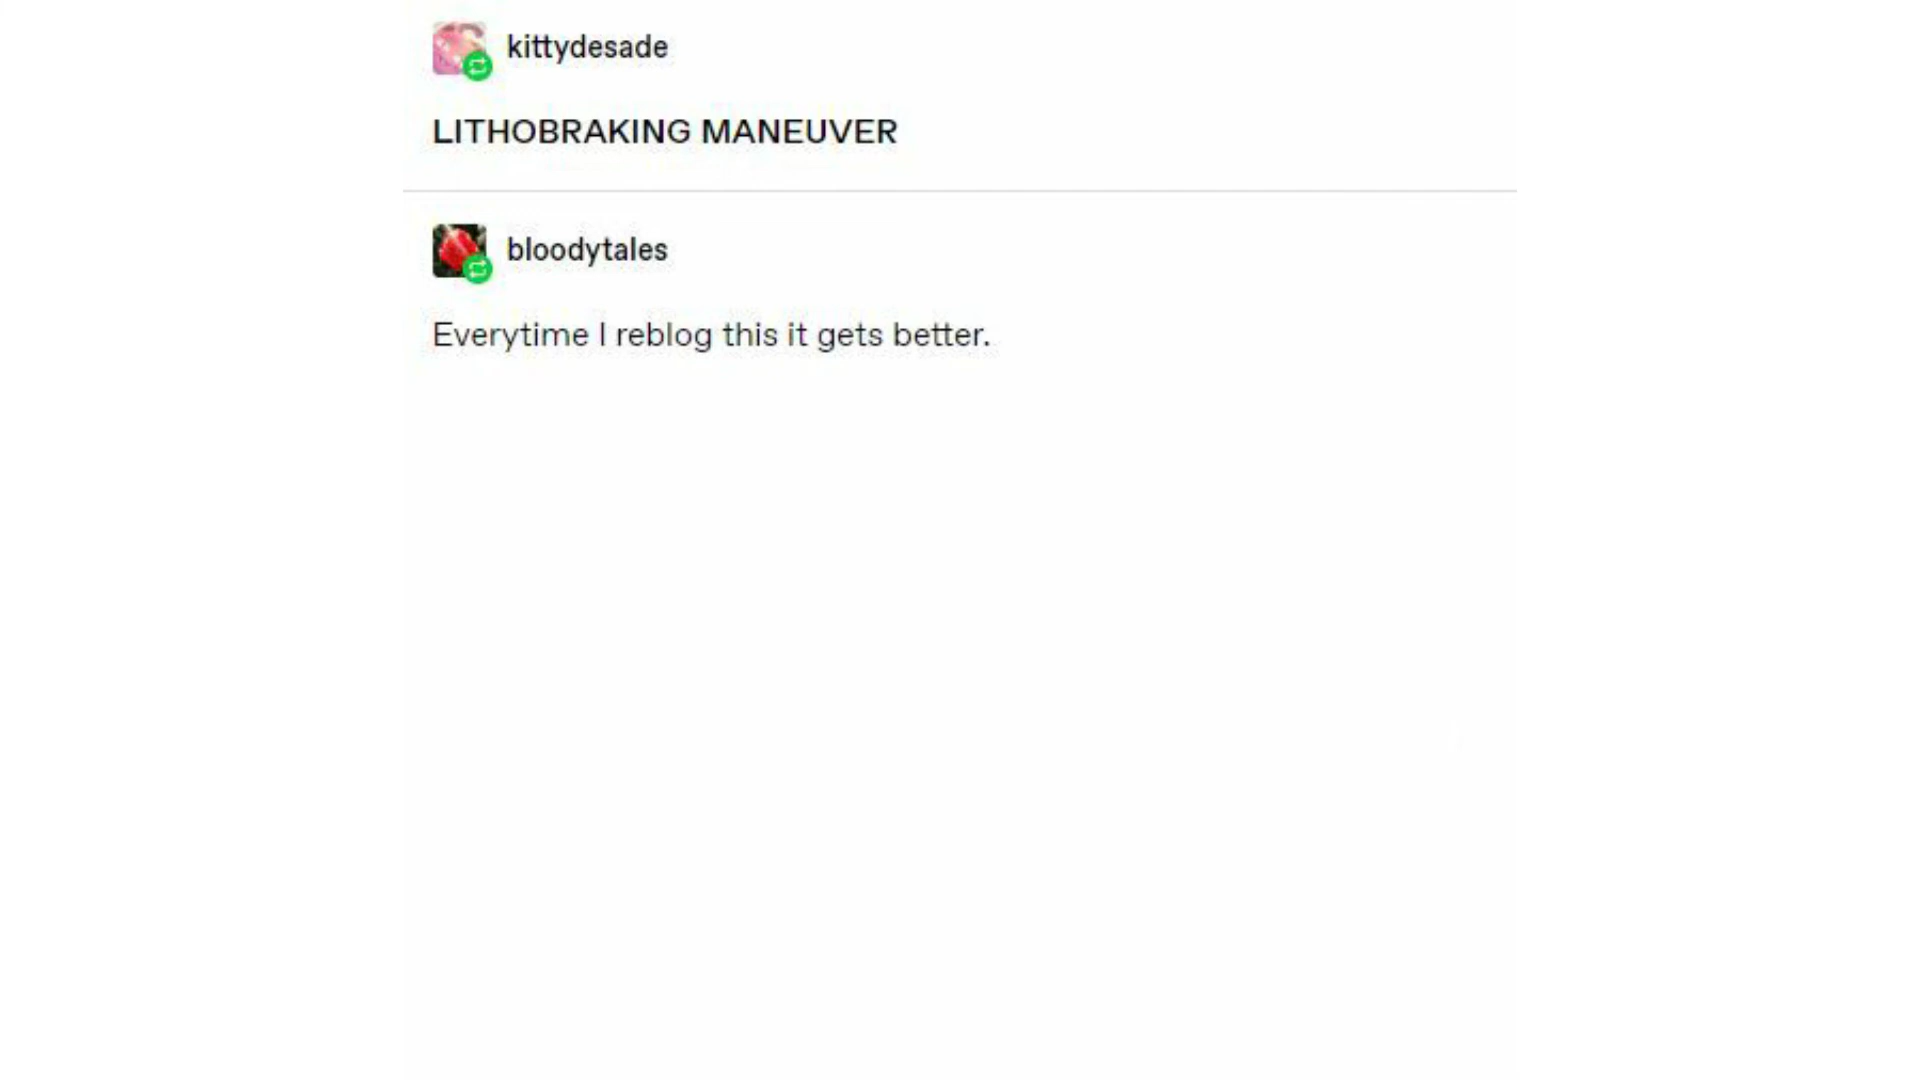 kittydesade
LITHOBRAKING MANEUVER
bloodytales
Everytime I reblog this it gets better.